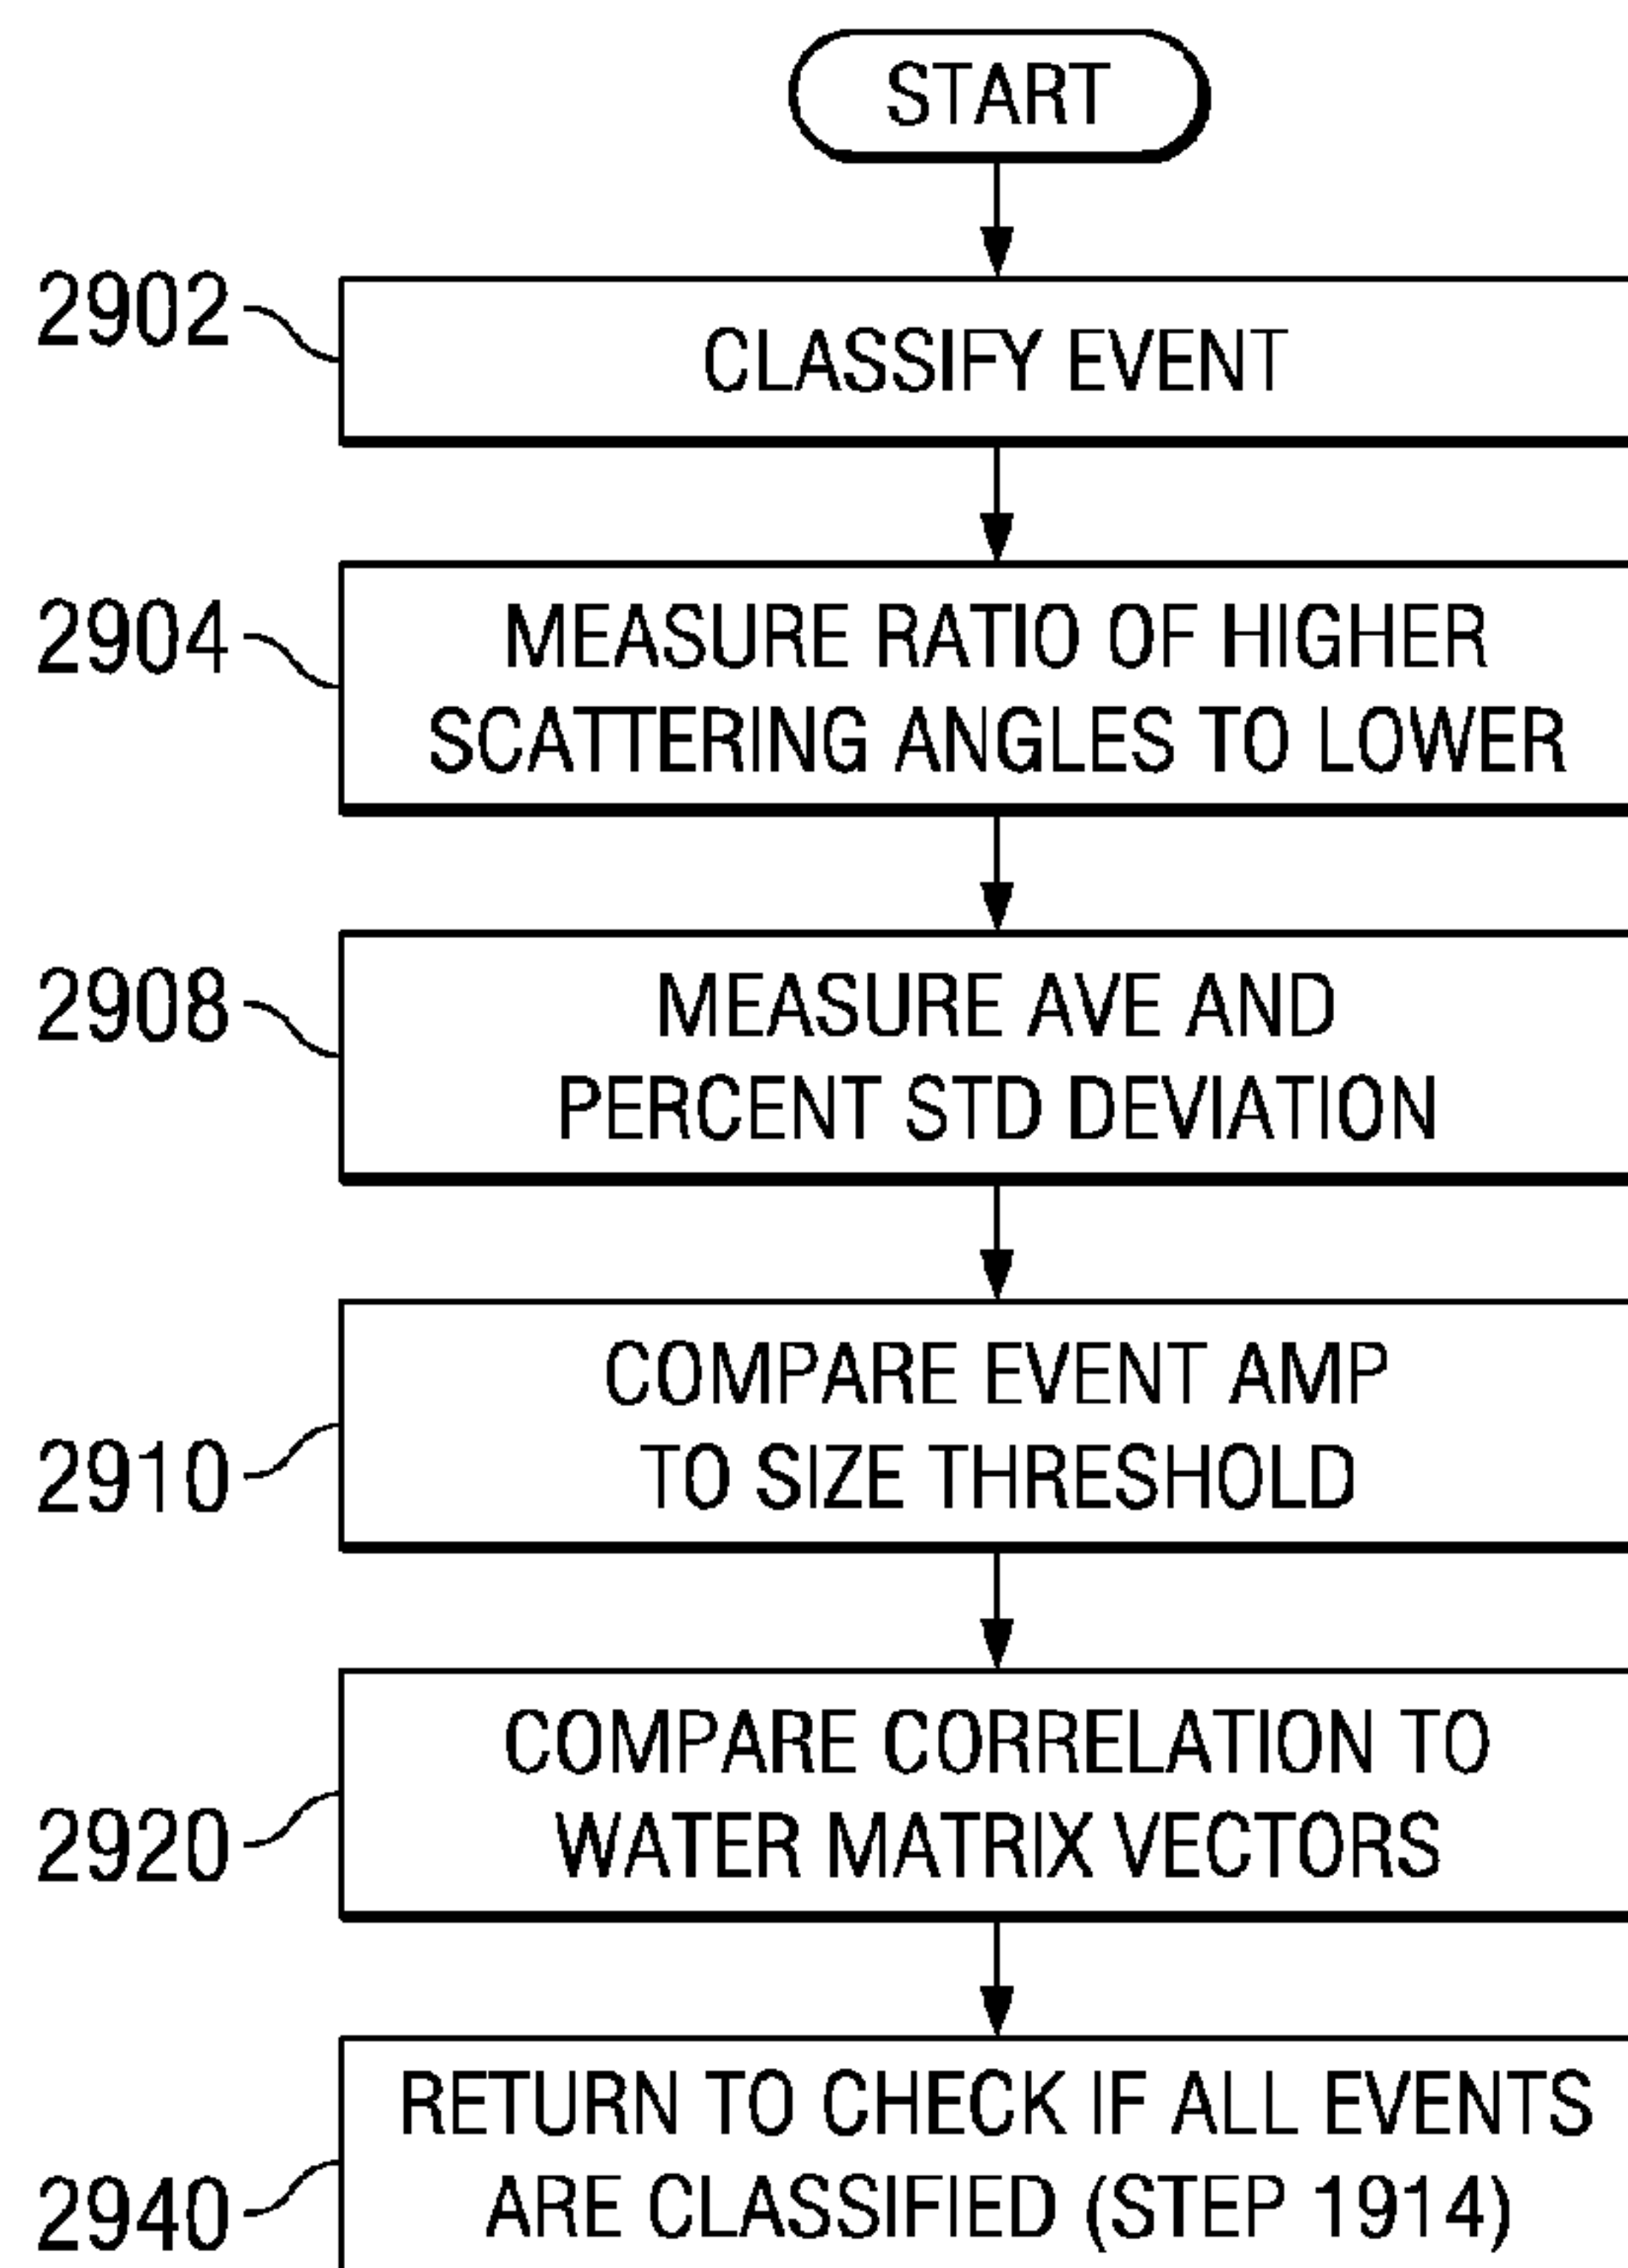 START
2902
CLASSIFY EVENT
2904
MEASURE RATIO OF HIGHER
SCATTERING ANGLES TO LOWER
2908
MEASURE AVE AND
PERCENT STD DEVIATION
2910
COMPARE EVENT AMP
TO SIZE THRESHOLD
2920
COMPARE CORRELATION TO
WATER MATRIX VECTORS
2940
RETURN TO CHECK IF ALL EVENTS
ARE CLASSIFIED (STEP 1914)